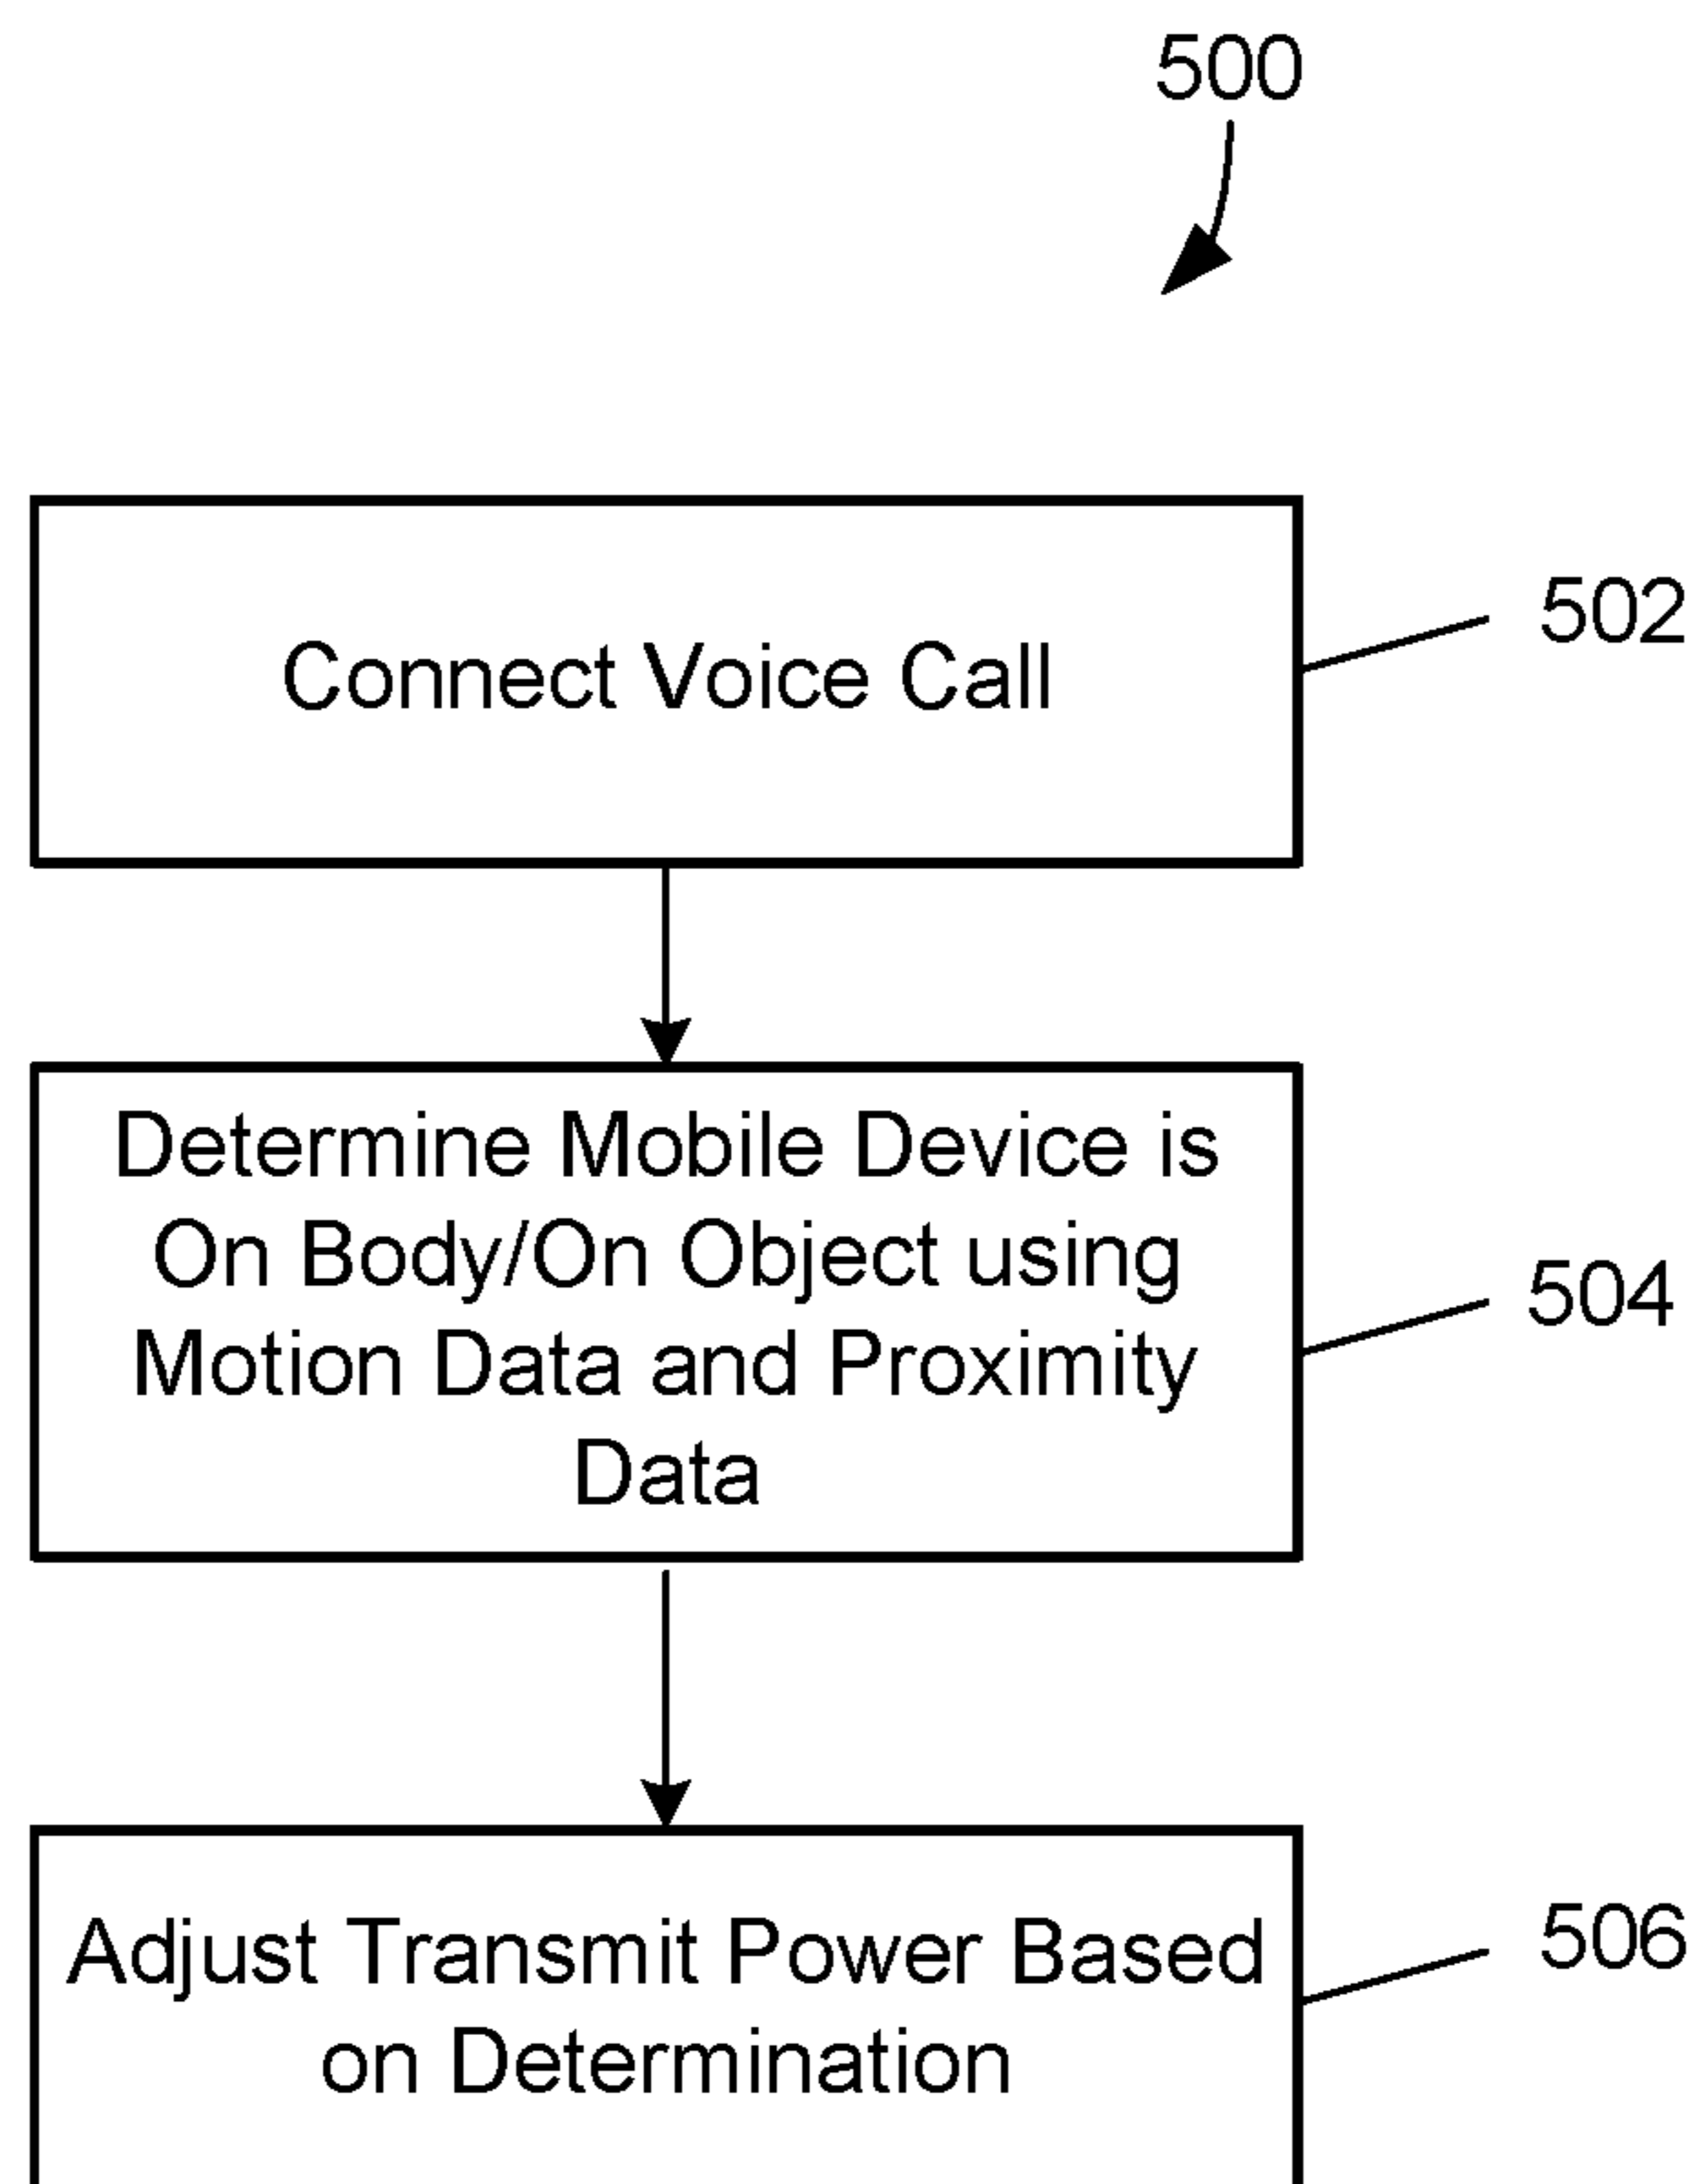 500
Connect Voice Call
502
Determine Mobile Device is
On Body/On Object using
Motion Data and Proximity
Data
504
Adjust Transmit Power Based
on Determination
506